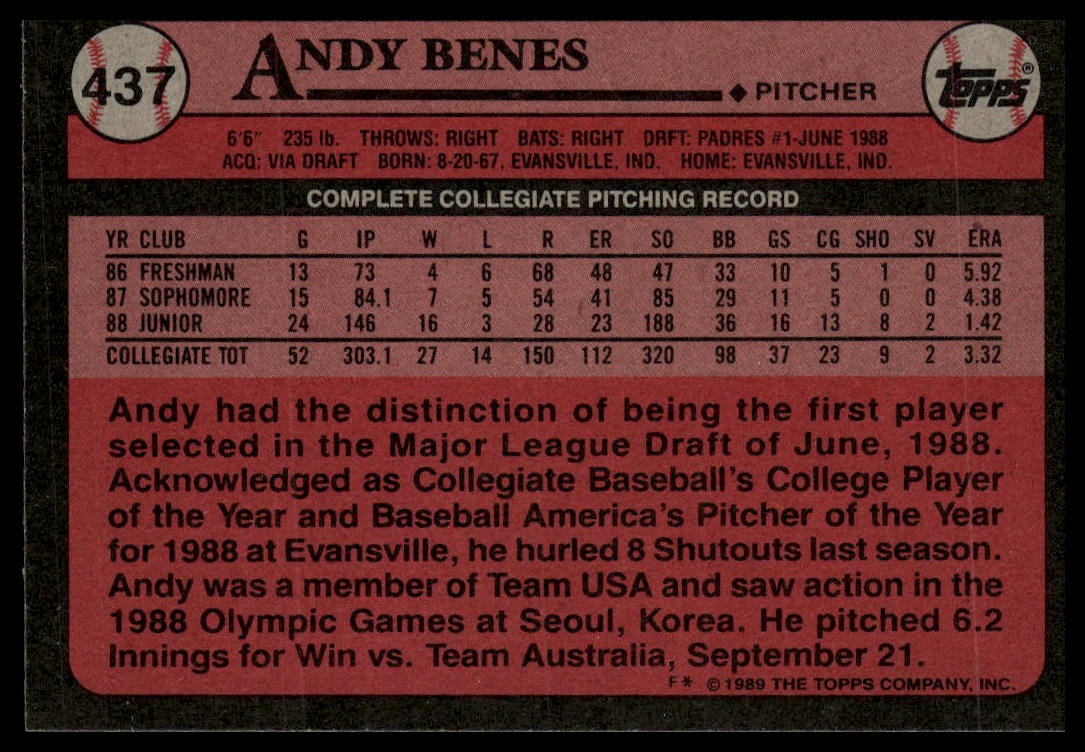 437
ANDY BENES
◆ PITCHER
TOPPS®
6'6" 235 lb. THROWS: RIGHT BATS: RIGHT DRFT: PADRES #1-JUNE 1988
ACQ: VIA DRAFT BORN: 8-20-67, EVANSVILLE, IND. HOME: EVANSVILLE, IND.
COMPLETE COLLEGIATE PITCHING RECORD
YR CLUB G IP W L R ER SO BB GS CG SHO SV ERA
86 FRESHMAN 13 73 4 6 68 48 47 33 10 5 1 0 5.92
87 SOPHOMORE 15 84.1 7 5 54 41 85 29 11 5 0 0 4.38
88 JUNIOR 24 146 16 3 28 23 188 36 16 13 8 2 1.42
COLLEGIATE TOT 52 303.1 27 14 150 112 320 98 37 23 9 2 3.32
Andy had the distinction of being the first player
selected in the Major League Draft of June, 1988.
Acknowledged as Collegiate Baseball's College Player
of the Year and Baseball America's Pitcher of the Year
for 1988 at Evansville, he hurled 8 Shutouts last season.
Andy was a member of Team USA and saw action in the
1988 Olympic Games at Seoul, Korea. He pitched 6.2
Innings for Win vs. Team Australia, September 21.
F* © 1989 THE TOPPS COMPANY, INC.